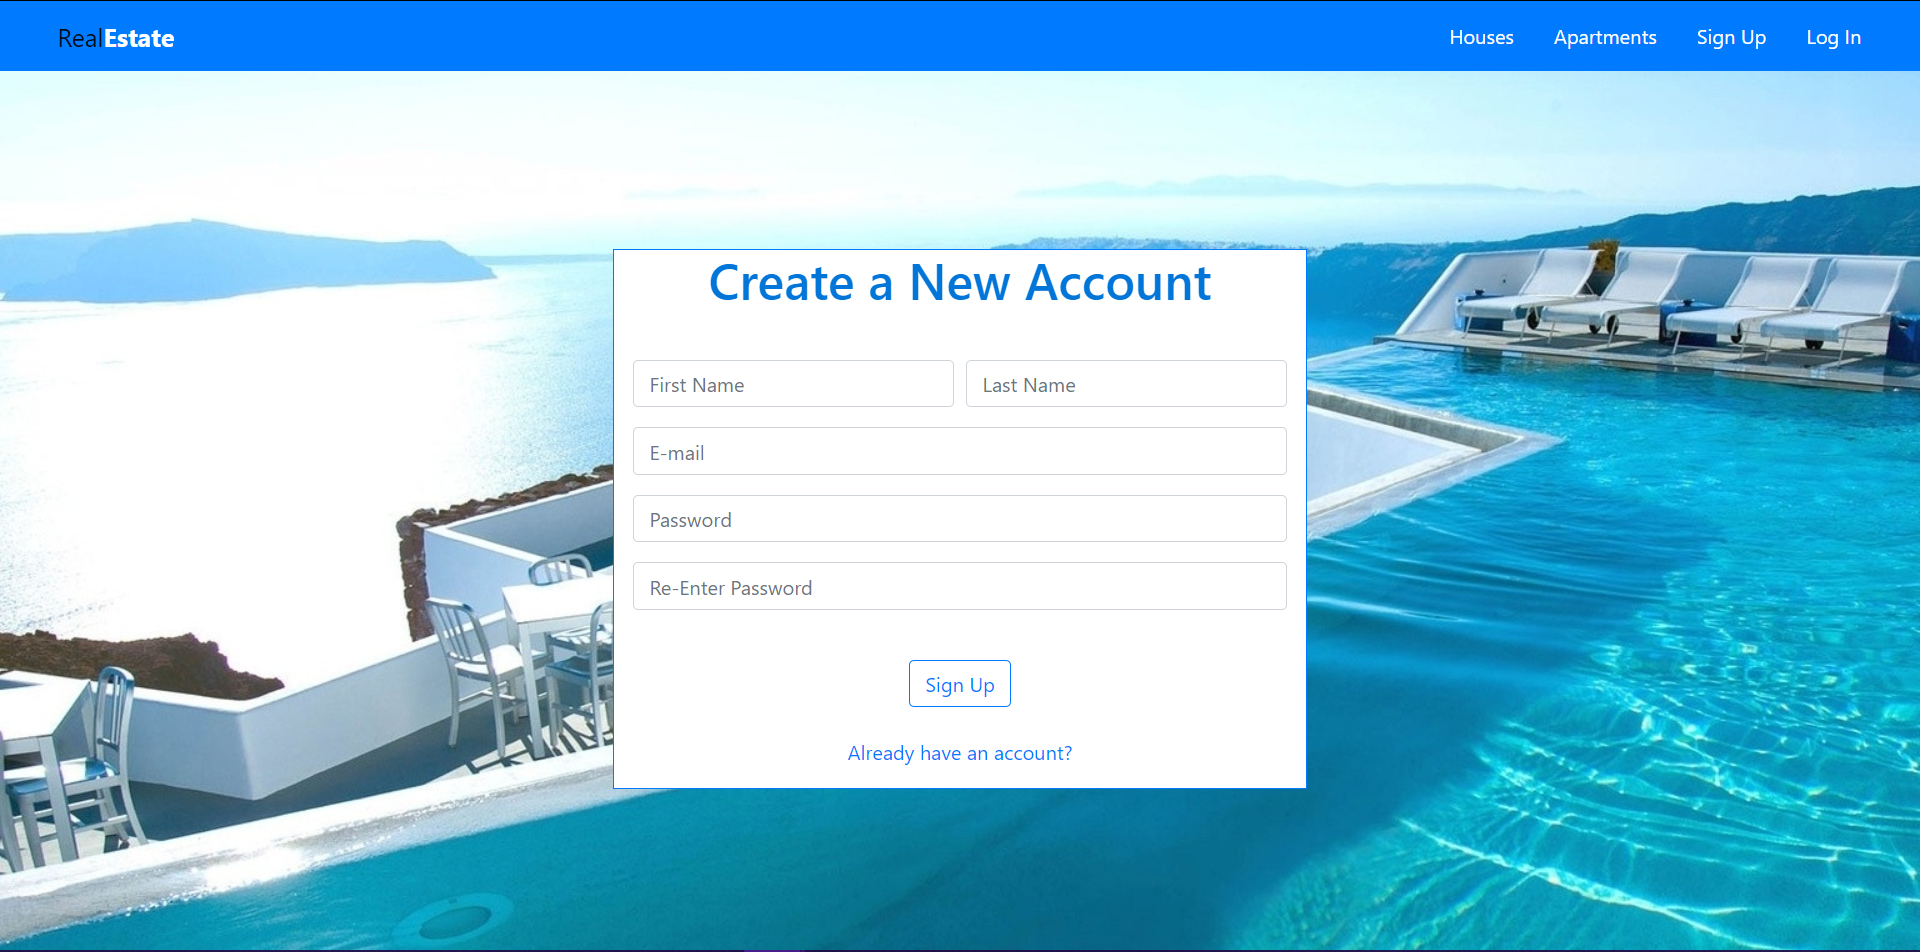 RealEstate
Houses Apartments Sign Up Log In
Create a New Account
First Name Last Name
E-mail
Password
Re-Enter Password
Sign Up
Already have an account?